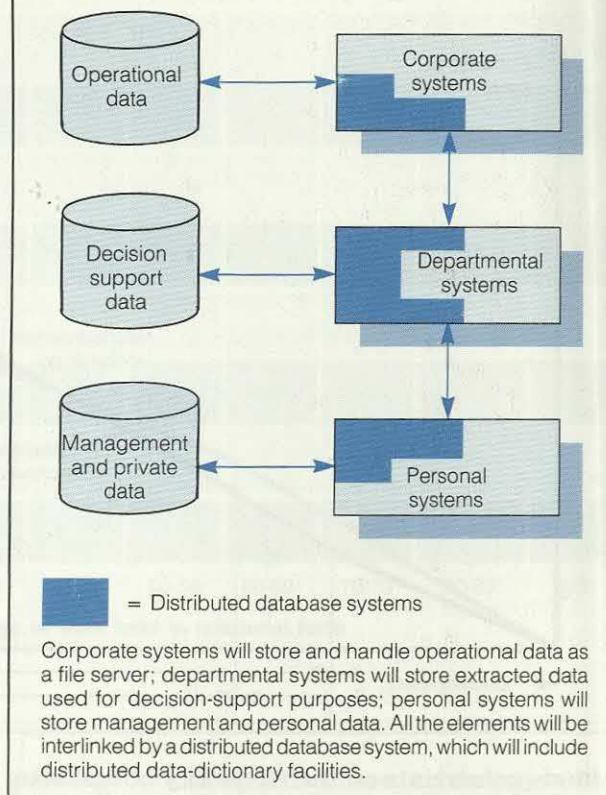 Operational
data
Corporate
systems
Decision
support
data
Departmental
systems
Management
and private
data
Personal
systems
= Distributed database systems
Corporate systems will store and handle operational data as
a file server; departmental systems will store extracted data
used for decision-support purposes; personal systems will
store management and personal data. All the elements will be
interlinked by a distributed database system, which will include
distributed data-dictionary facilities.